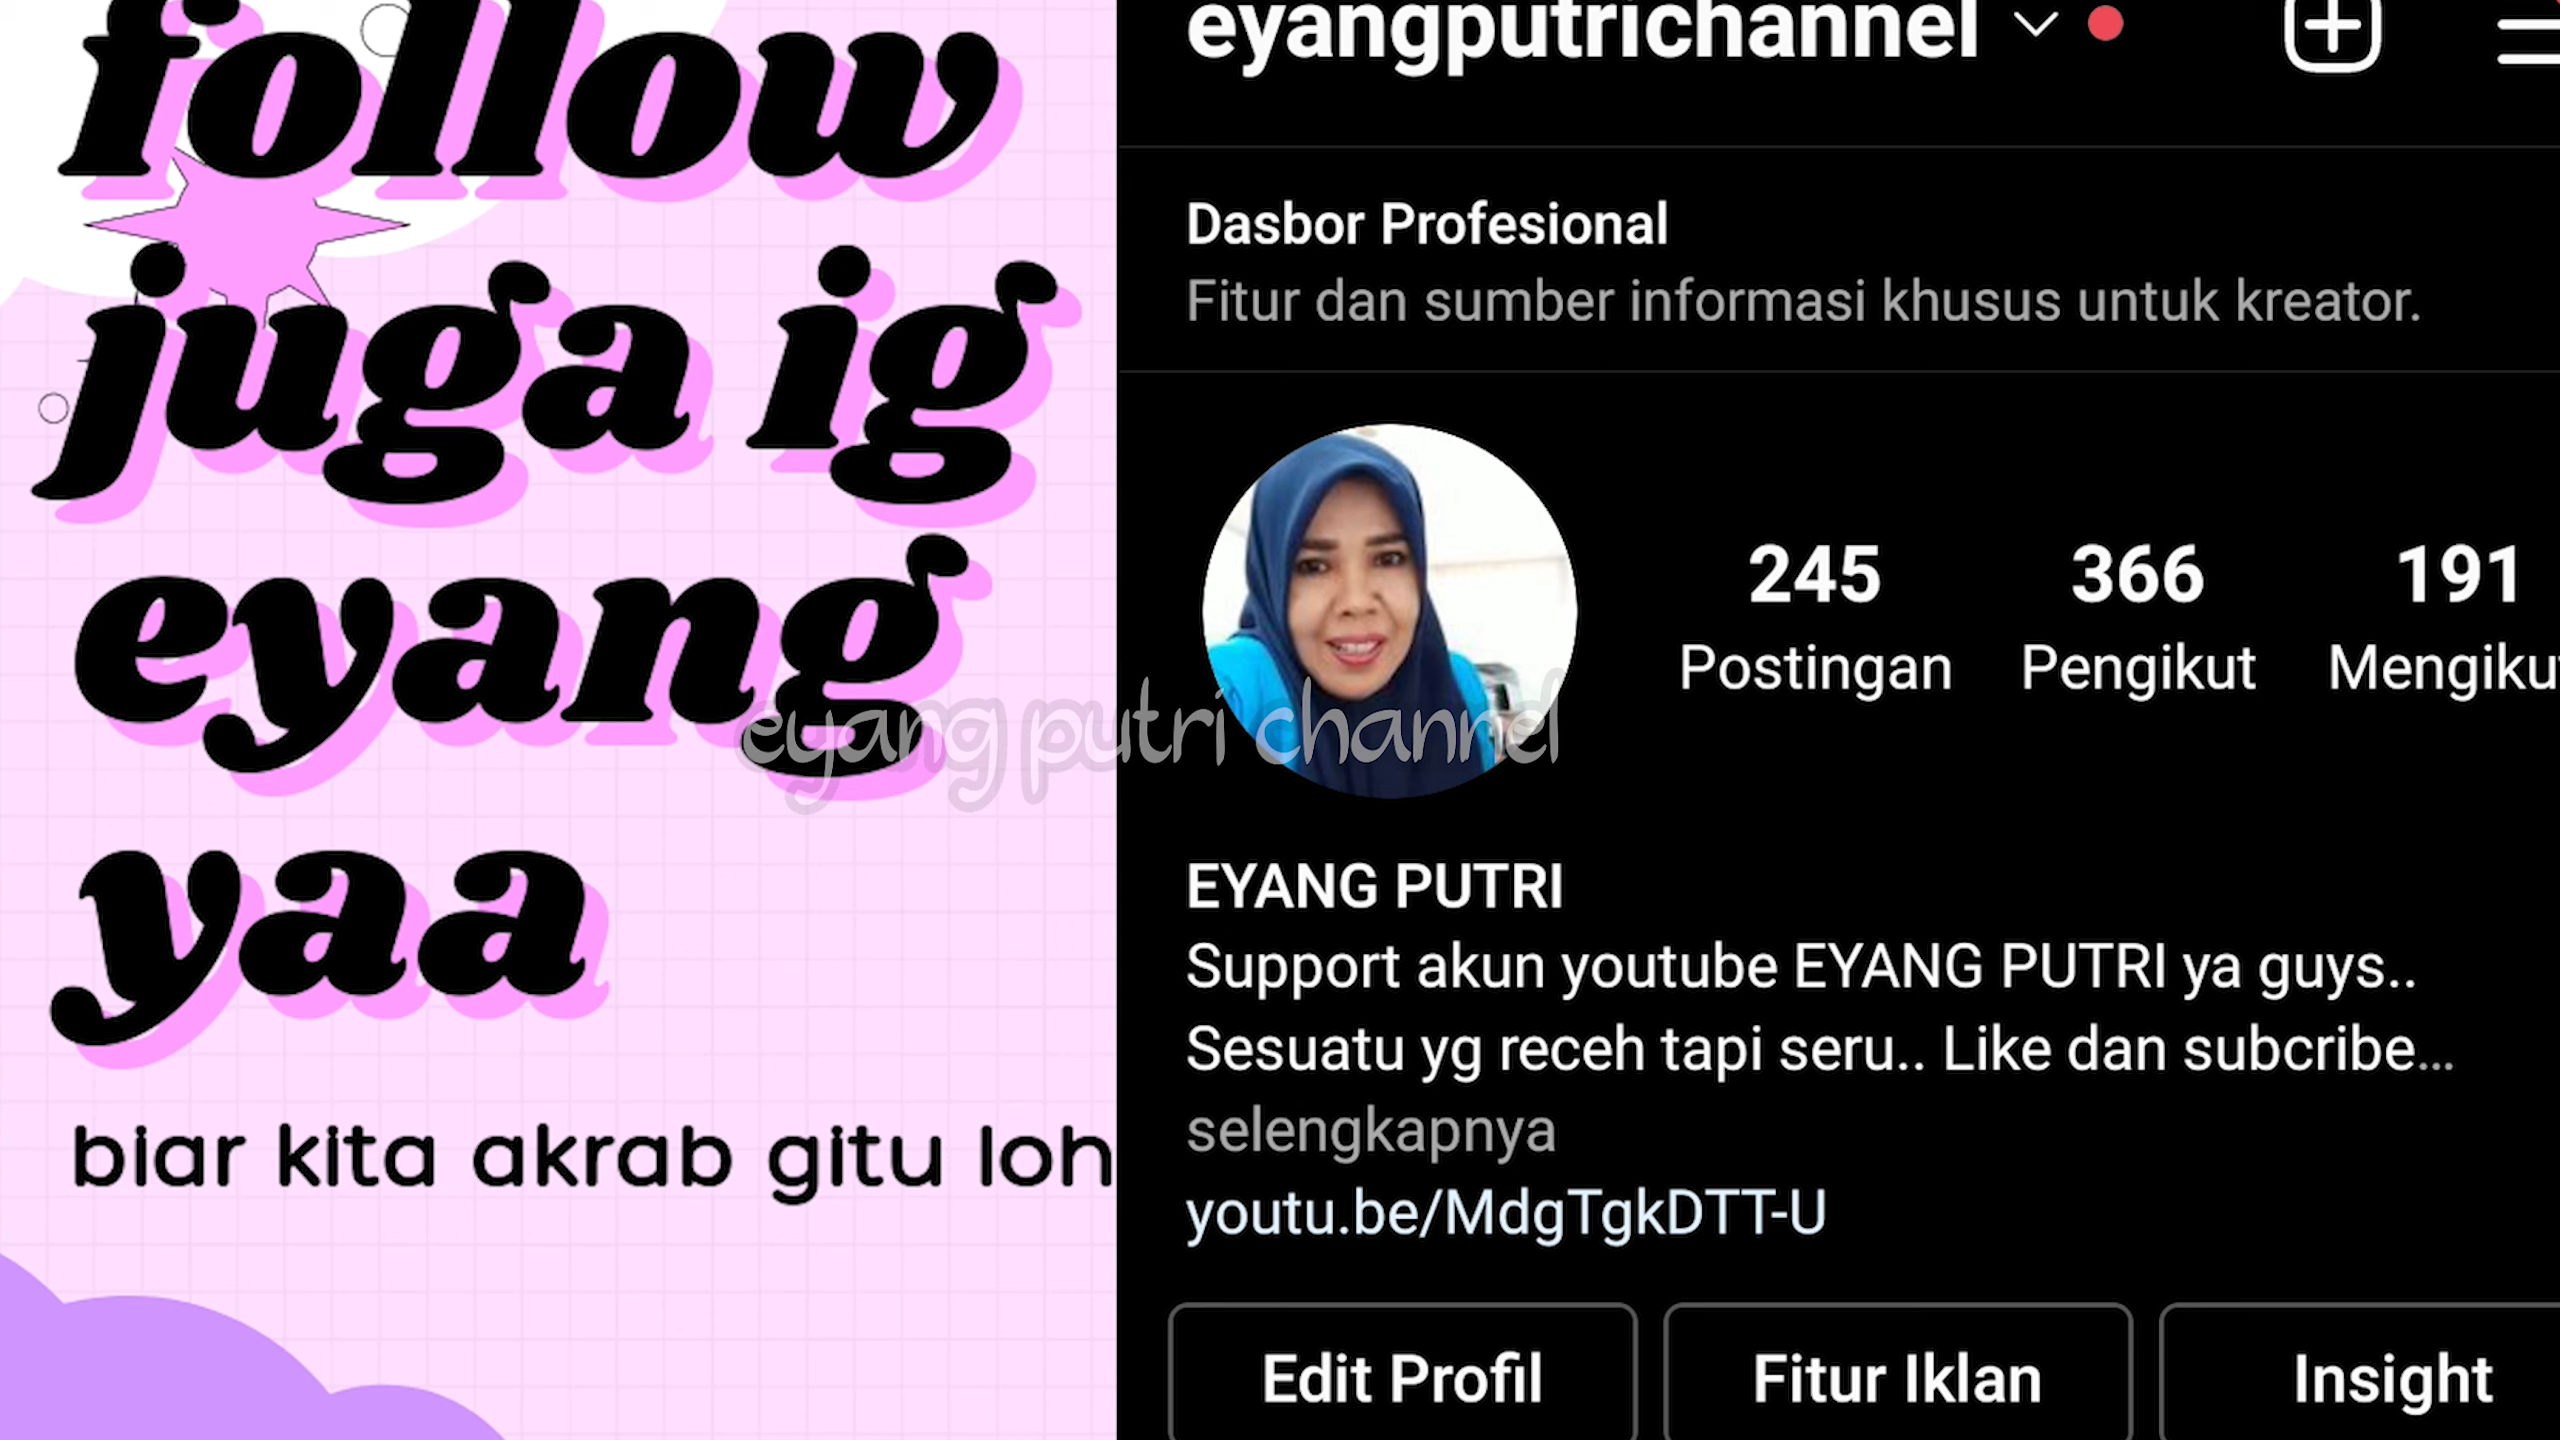 follow
juga ig
eyang
yaa
biar kita akrab gitu loh
eyang putri channel
eyangputrichannel
Dasbor Profesional
Fitur dan sumber informasi khusus untuk kreator.
245 366 191
Postingan Pengikut Mengikut
EYANG PUTRI
Support akun youtube EYANG PUTRI ya guys..
Sesuatu yg receh tapi seru.. Like dan subcribe...
selengkapnya
youtu.be/MdgTgkDTT-U
Edit Profil Fitur Iklan Insight